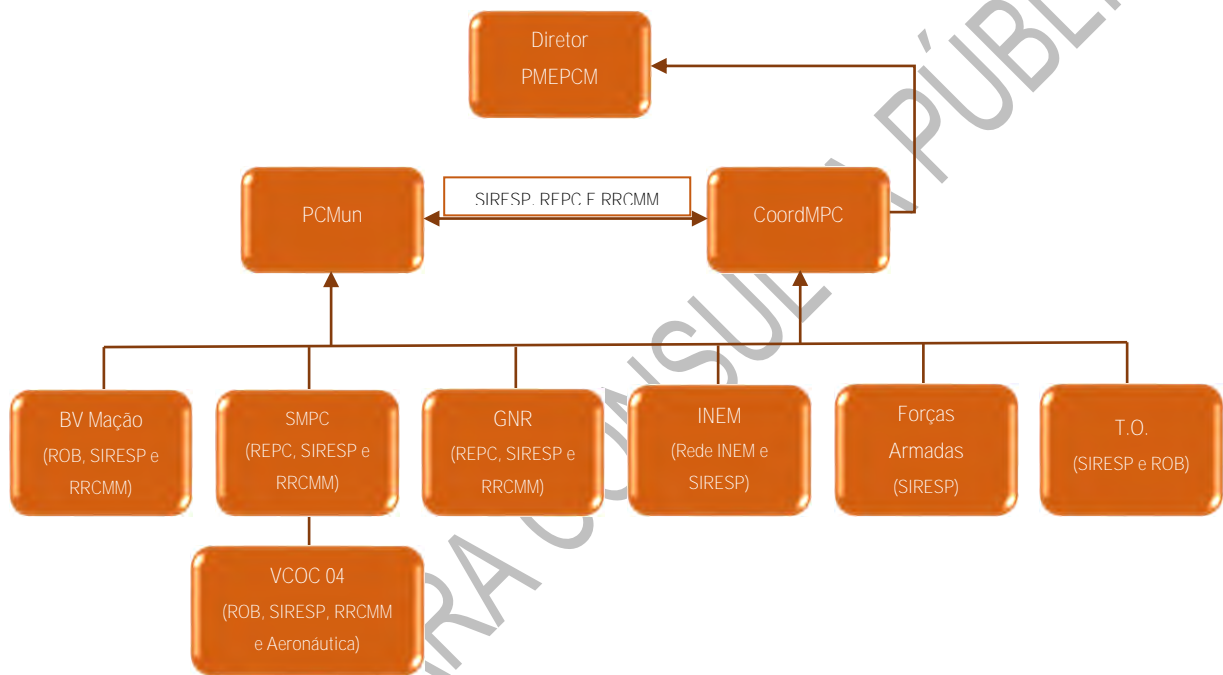 Diretor
PMEPCM
PCMun
SIRESP, REPC E RRCMM
CoordMPC
BV Mação
(ROB, SIRESP e
RRCMM)
SMPC
(REPC, SIRESP e
RRCMM)
GNR
(REPC, SIRESP e
RRCMM)
INEM
(Rede INEM e
SIRESP)
Forças
Armadas
(SIRESP)
T.O.
(SIRESP e ROB)
VCOC 04
(ROB, SIRESP, RRCMM
e Aeronáutica)